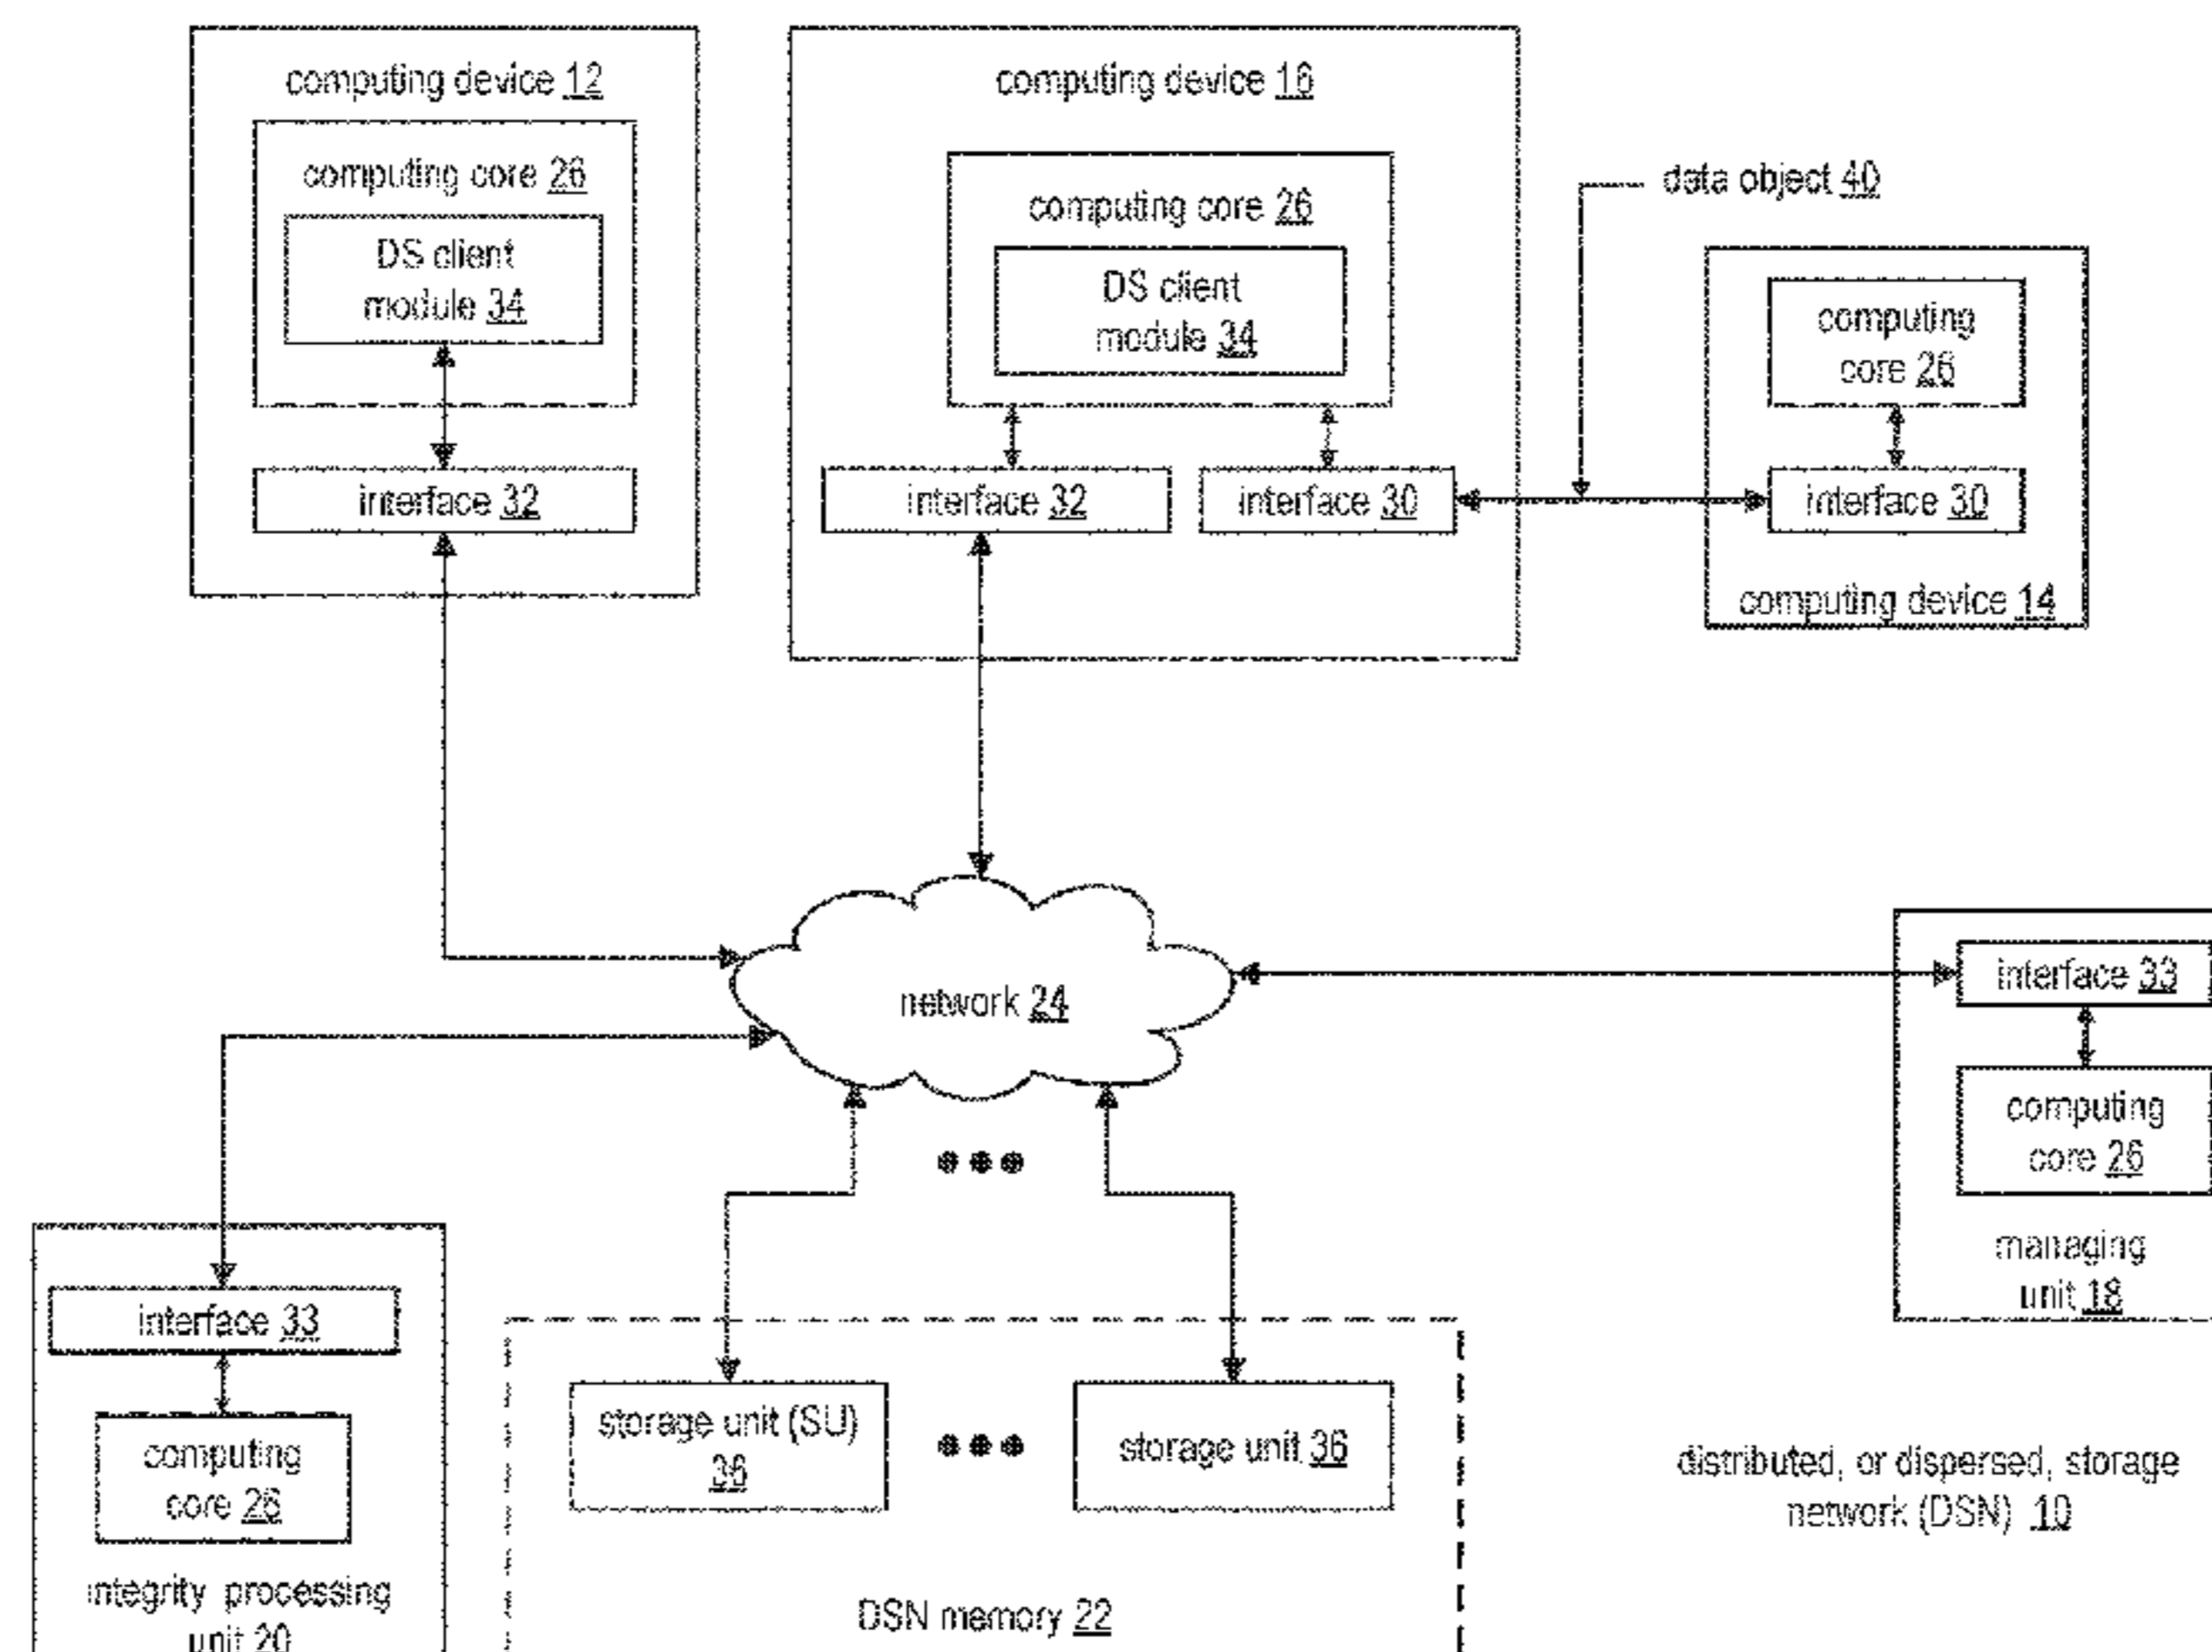 computing device 12
computing core 26
DS client
module 34
interface 32
computing device 16
computing core 26
DS client
module 34
interface 32
interface 30
data object 40
computing
core 26
interface 30
computing device 14
network 24
interface 33
computing
core 26
managing
unit 18
interface 33
computing
core 26
integrity processing
unit 20
storage unit (SU)
36
storage unit 36
DSN memory 22
distributed, or dispersed, storage
network (DSN) 10